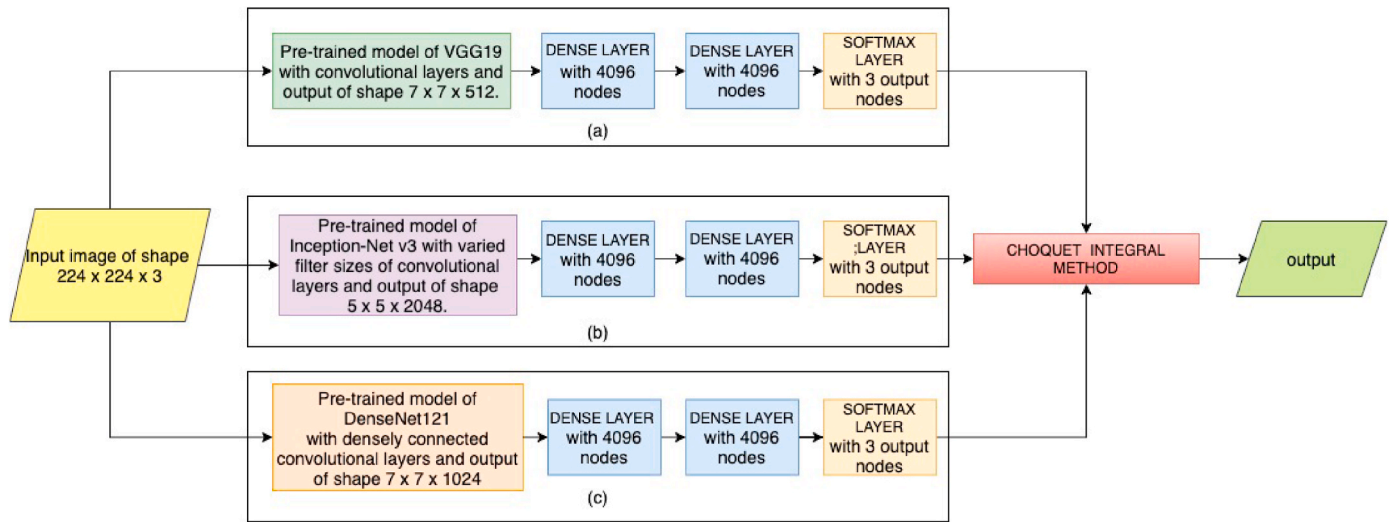 Input image of shape
224 x 224 x 3
Pre-trained model of VGG19
with convolutional layers and
output of shape 7 x 7 x 512.
DENSE LAYER
with 4096
nodes
DENSE LAYER
with 4096
nodes
SOFTMAX
LAYER
with 3 output
nodes
(a)
Pre-trained model of
Inception-Net v3 with varied
filter sizes of convolutional
layers and output of shape
5 x 5 x 2048.
DENSE LAYER
with 4096
nodes
DENSE LAYER
with 4096
nodes
SOFTMAX
;LAYER
with 3 output
nodes
(b)
Pre-trained model of
DenseNet121
with densely connected
convolutional layers and output
of shape 7 x 7 x 1024
DENSE LAYER
with 4096
nodes
DENSE LAYER
with 4096
nodes
SOFTMAX
LAYER
with 3 output
nodes
(c)
CHOQUET INTEGRAL
METHOD
output